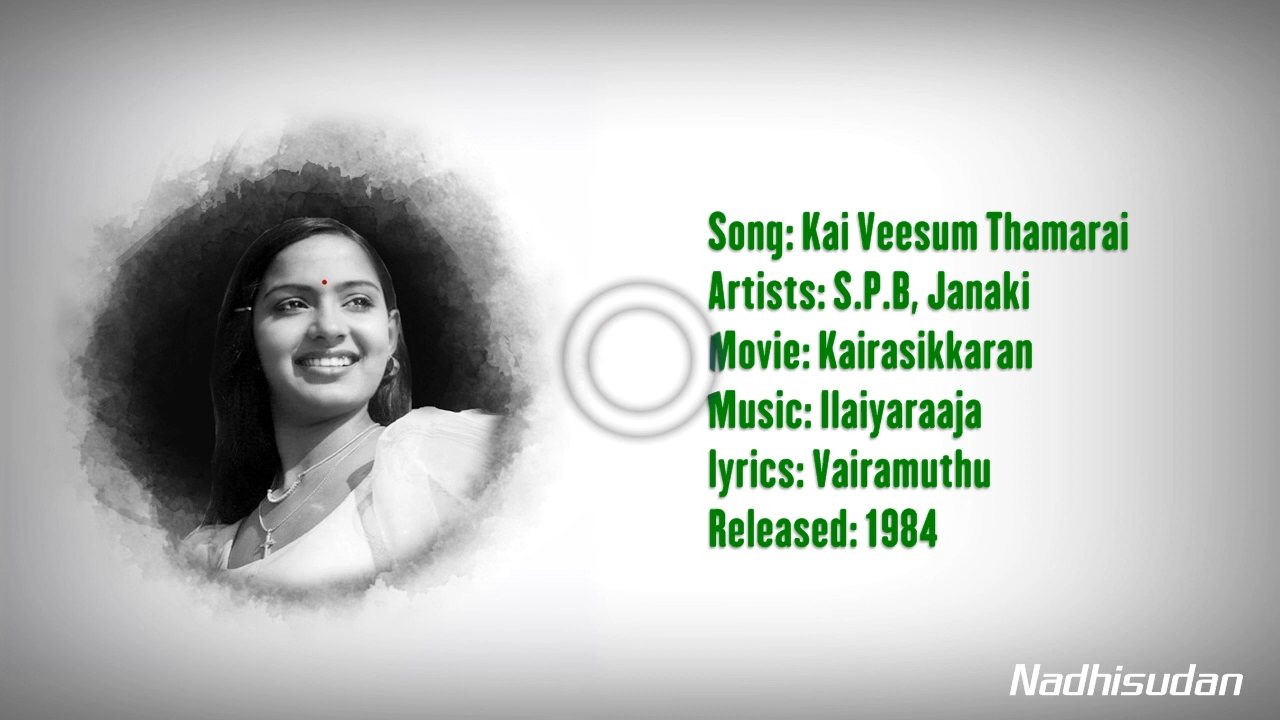 Song: Kai Veesum Thamarai
Artists: S.P.B, Janaki
Movie: Kairasikkaran
Music: Ilaiyaraaja
lyrics: Vairamuthu
Released: 1984
Nadhisudan